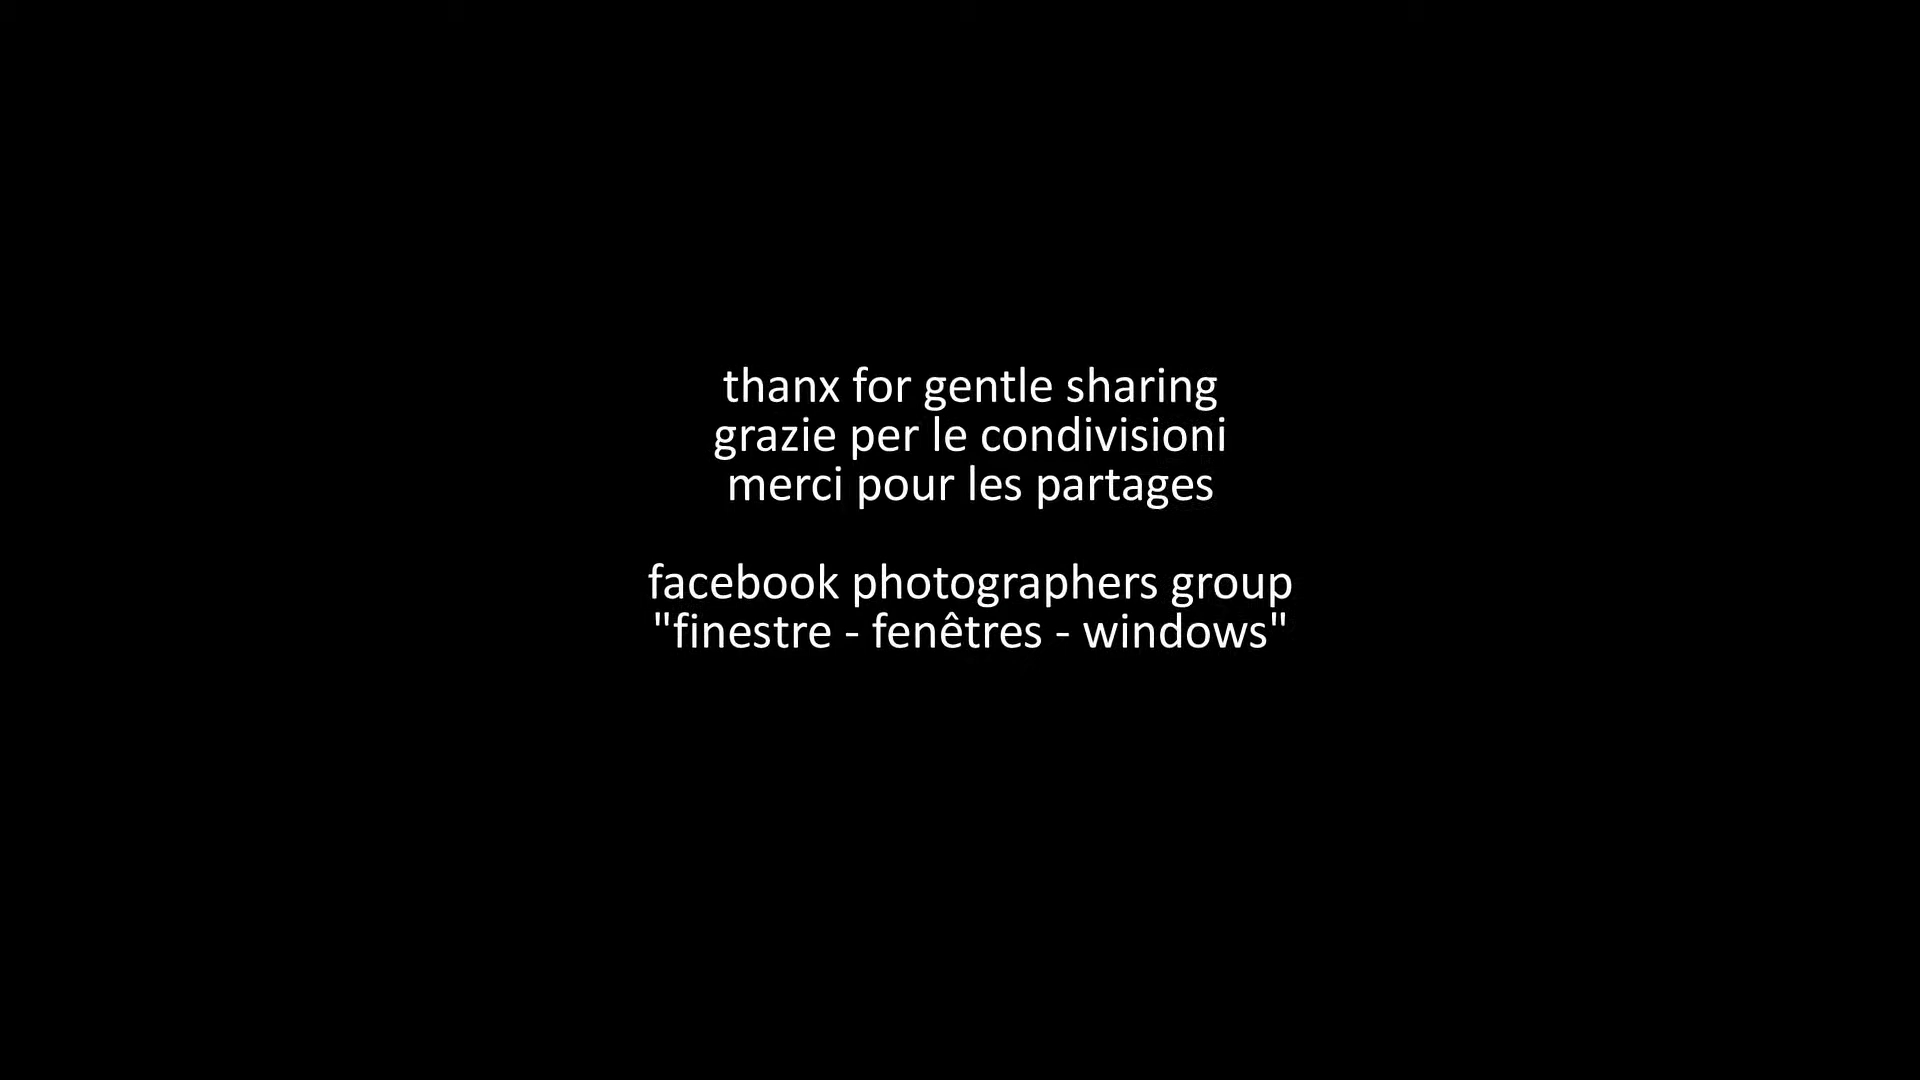 thanx for gentle sharing
grazie per le condivisioni
merci pour les partages
facebook photographers group
"finestre - fenêtres - windows"